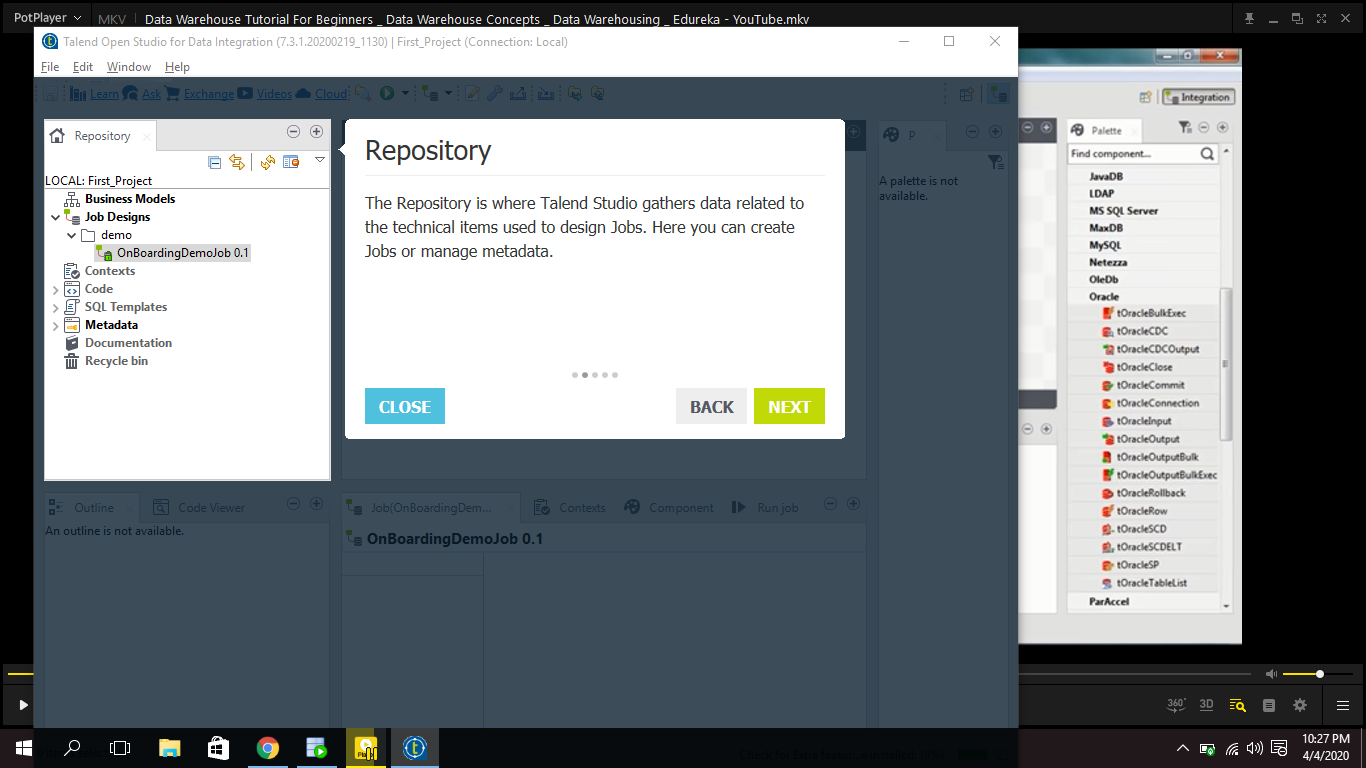 PotPlayer
MKV
Data Warehouse Tutorial For Beginners _ Data Warehouse Concepts _ Data Warehousing _ Edureka - YouTube.mkv
Talend Open Studio for Data Integration (7.3.1.20200219_1130) | First_Project (Connection: Local)
File Edit Window Help
Learn Ask Exchange Videos Cloud
Integration
Repository
LOCAL: First_Project
Business Models
Job Designs
demo
OnBoardingDemoJob 0.1
Contexts
Code
SQL Templates
Metadata
Documentation
Recycle bin
Repository
The Repository is where Talend Studio gathers data related to
the technical items used to design Jobs. Here you can create
Jobs or manage metadata.
CLOSE
BACK
NEXT
P
A palette is not
available.
Palette
Find component...
JavaDB
LDAP
MS SQL Server
MaxDB
MySQL
Netezza
OleDb
Oracle
tOracleBulkExec
tOracleCDC
tOracleCDCOutput
tOracleClose
tOracleCommit
tOracleConnection
tOracleInput
tOracleOutput
tOracleOutputBulk
tOracleOutputBulkExec
tOracleRollback
tOracleRow
tOracleSCD
tOracleSCDELT
tOracleSP
tOracleTableList
ParAccel
Outline
Code Viewer
An outline is not available.
Job(OnBoardingDem...
Contexts
Component
Run job
OnBoardingDemoJob 0.1
360°
3D
10:27 PM
4/4/2020